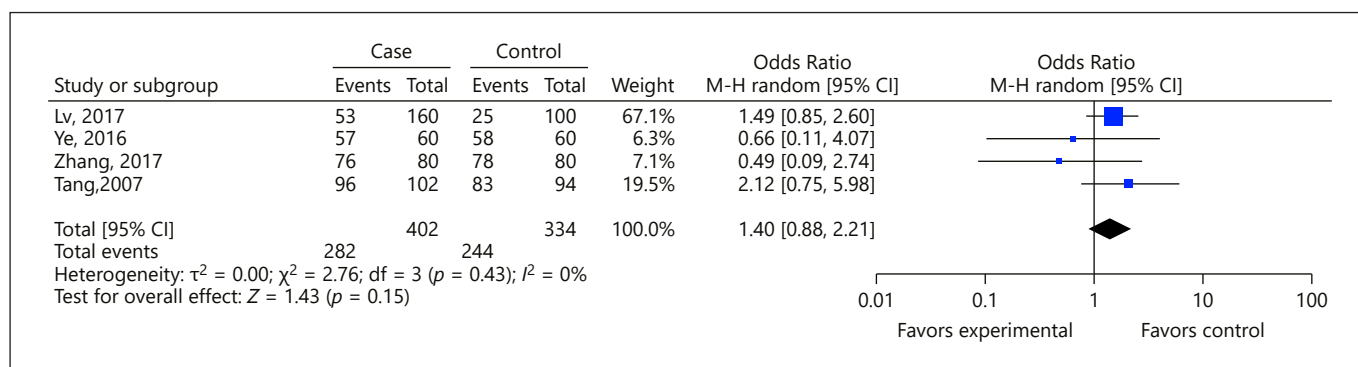 Case Control Odds Ratio Odds Ratio
Study or subgroup Events Total Events Total Weight M-H random [95% CI] M-H random [95% CI]
Lv, 2017 53 160 25 100 67.1% 1.49 [0.85, 2.60]
Ye, 2016 57 60 58 60 6.3% 0.66 [0.11, 4.07]
Zhang, 2017 76 80 78 80 7.1% 0.49 [0.09, 2.74]
Tang,2007 96 102 83 94 19.5% 2.12 [0.75, 5.98]
Total [95% CI] 402 334 100.0% 1.40 [0.88, 2.21]
Total events 282 244
Heterogeneity: τ² = 0.00; χ² = 2.76; df = 3 (p = 0.43); I² = 0%
Test for overall effect: Z = 1.43 (p = 0.15)
0.01 0.1 1 10 100
Favors experimental Favors control